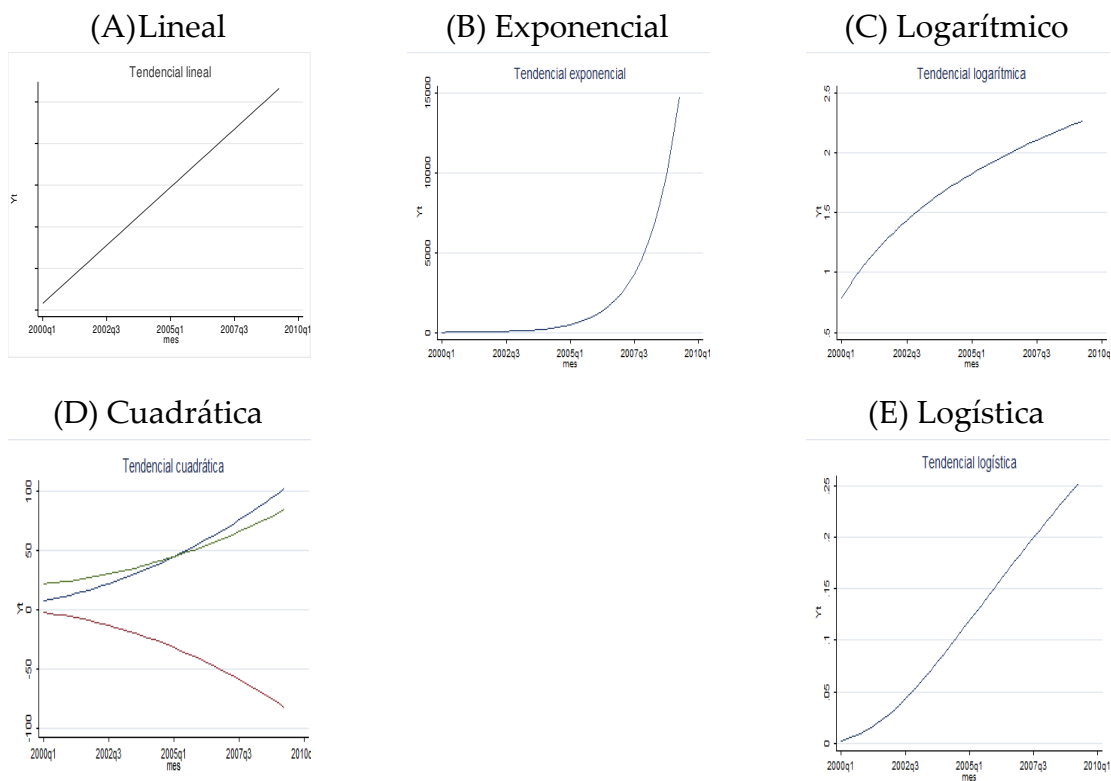 (A)Lineal
Tendencial lineal
Yt
2000q1 2002q3 2005q1 2007q3 2010q1
mes
(B) Exponencial
Tendencial exponencial
15000
10000
5000
0
Yt
2000q1 2002q3 2005q1 2007q3 2010q1
mes
(C) Logarítmico
Tendencial logarítmica
2.5
2
1.5
1
.5
Yt
2000q1 2002q3 2005q1 2007q3 2010q
mes
(D) Cuadrática
Tendencial cuadrática
100
50
0
-50
-100
Yt
2000q1 2002q3 2005q1 2007q3 2010q
mes
(E) Logística
Tendencial logística
.25
.2
.15
.1
.05
0
Yt
2000q1 2002q3 2005q1 2007q3 2010q1
mes